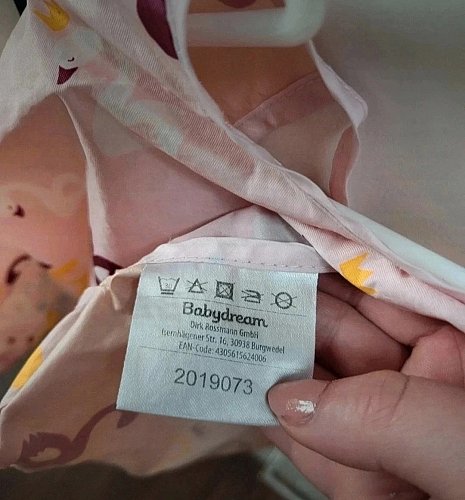 Babydream
Dirk Rossmann GmbH
Isernhägener Str. 16, 30938 Burgwedel
EAN-Code: 4305615624006
2019073